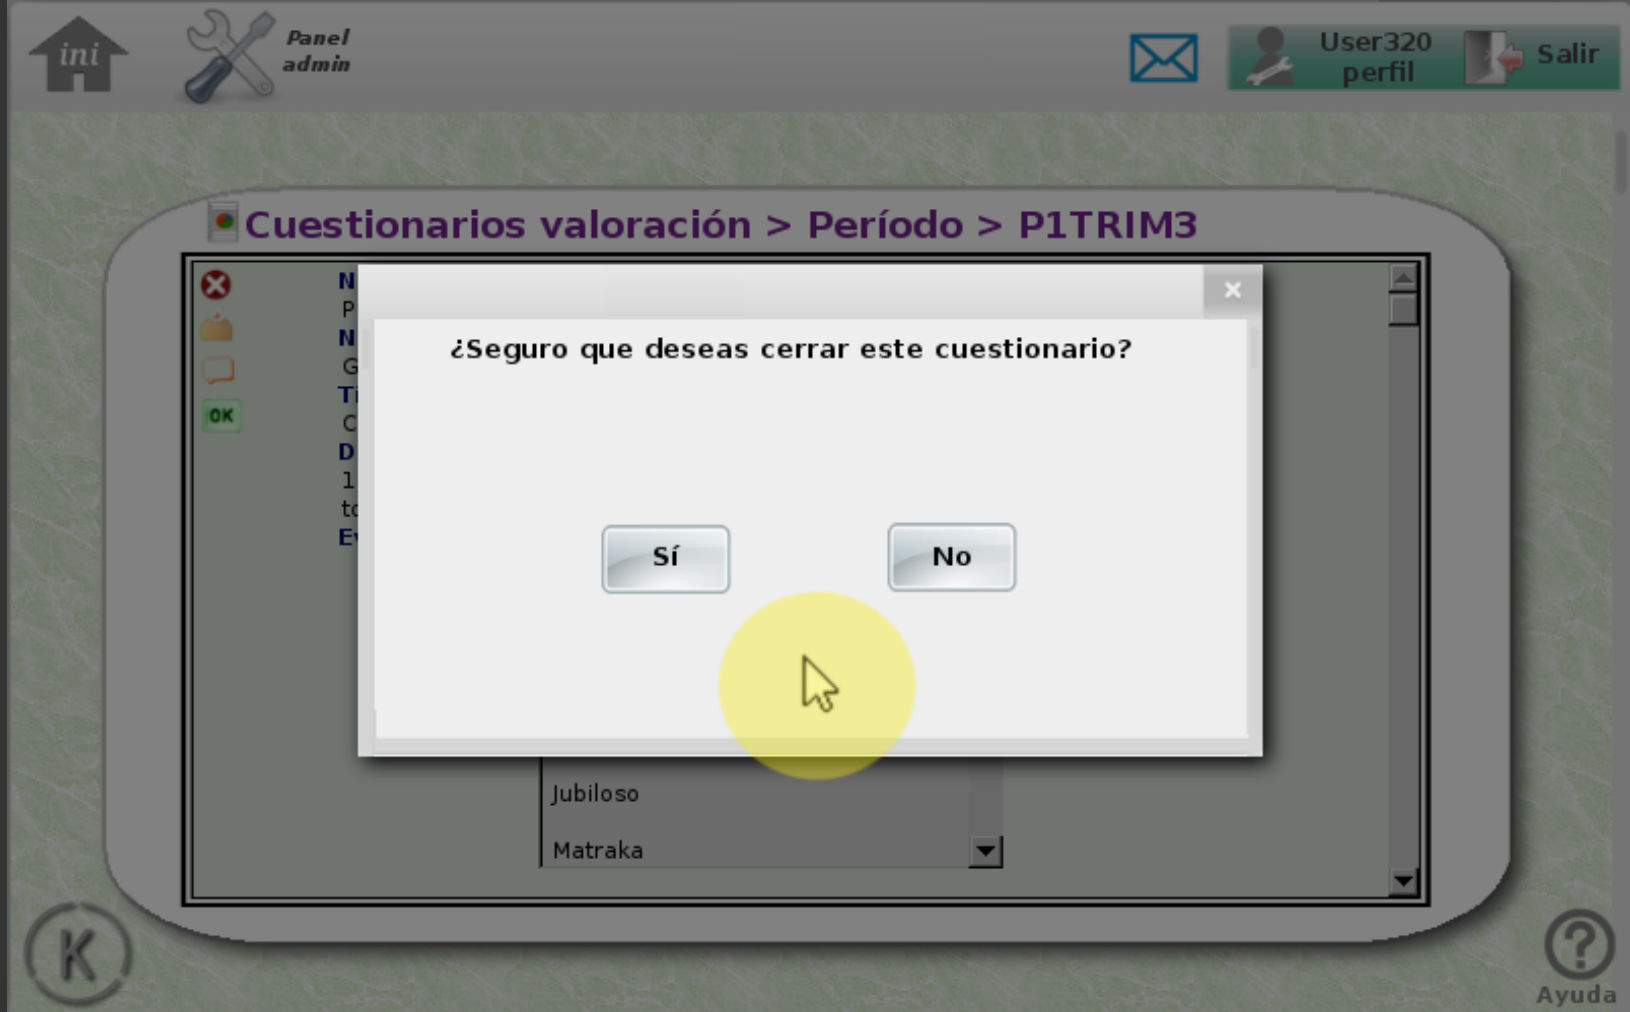 ini
Panel
admin
User320
perfil
Salir
Cuestionarios valoración > Período > P1TRIM3
¿Seguro que deseas cerrar este cuestionario?
OK
Sí
No
Jubiloso
Matraka
K
?
Ayuda